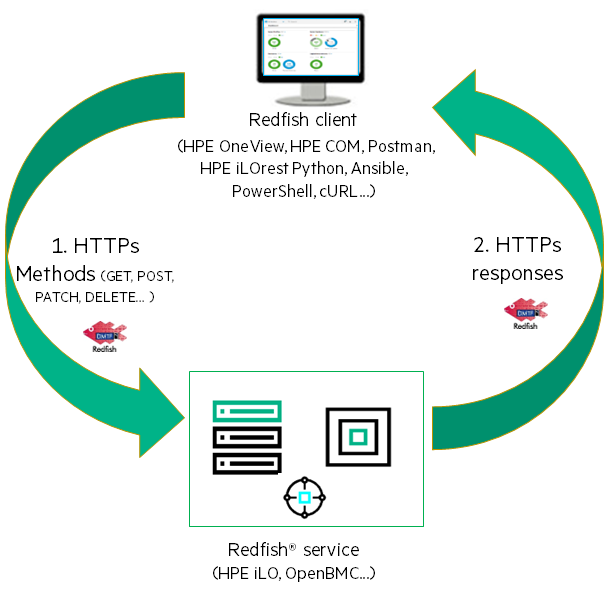 Redfish client
(HPE OneView, HPE COM, Postman,
HPE iLOrest Python, Ansible,
PowerShell, cURL...)
1. HTTPs
Methods (GET, POST,
PATCH, DELETE... )
DMTF
Redfish
2. HTTPs
responses
DMTF
Redfish
Redfish® service
(HPE iLO, OpenBMC...)